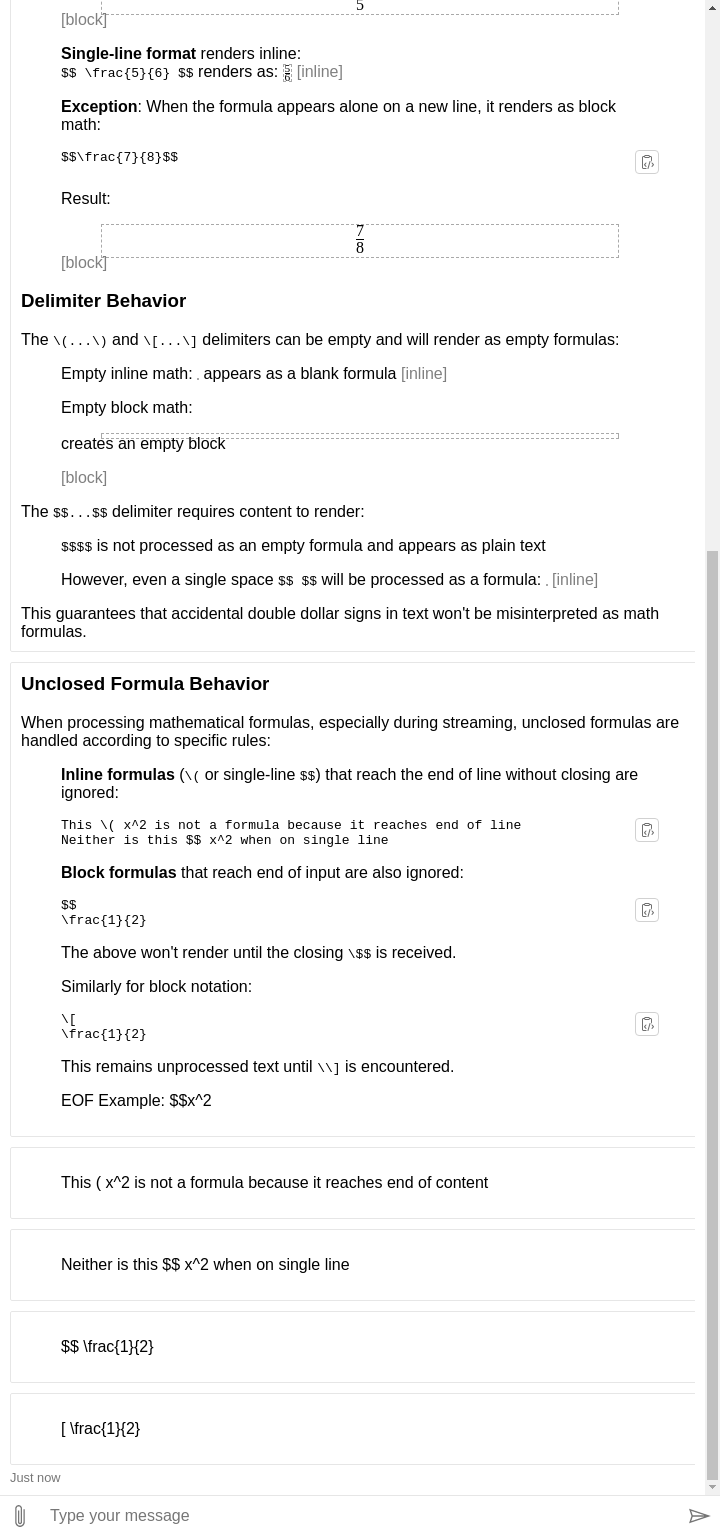 5
[block]
Single-line format renders inline:
$$ \frac{5}{6} $$ renders as: 5/6 [inline]
Exception: When the formula appears alone on a new line, it renders as block
math:
$$\frac{7}{8}$$
Result:
7
8
[block]
Delimiter Behavior
The \(...\) and \[...\] delimiters can be empty and will render as empty formulas:
Empty inline math: . appears as a blank formula [inline]
Empty block math:
creates an empty block
[block]
The $$...$$ delimiter requires content to render:
$$$$ is not processed as an empty formula and appears as plain text
However, even a single space $$ $$ will be processed as a formula: . [inline]
This guarantees that accidental double dollar signs in text won't be misinterpreted as math
formulas.
Unclosed Formula Behavior
When processing mathematical formulas, especially during streaming, unclosed formulas are
handled according to specific rules:
Inline formulas (\( or single-line $$) that reach the end of line without closing are
ignored:
This \( x^2 is not a formula because it reaches end of line
Neither is this $$ x^2 when on single line
Block formulas that reach end of input are also ignored:
$$
\frac{1}{2}
The above won't render until the closing \$$ is received.
Similarly for block notation:
\[
\frac{1}{2}
This remains unprocessed text until \\] is encountered.
EOF Example: $$x^2
This ( x^2 is not a formula because it reaches end of content
Neither is this $$ x^2 when on single line
$$ \frac{1}{2}
[ \frac{1}{2}
Just now
Type your message